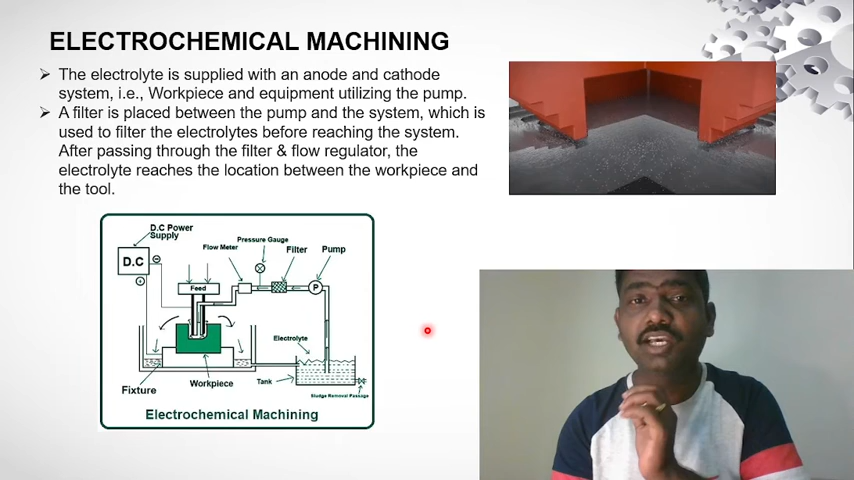 ELECTROCHEMICAL MACHINING
The electrolyte is supplied with an anode and cathode
system, i.e., Workpiece and equipment utilizing the pump.
A filter is placed between the pump and the system, which is
used to filter the electrolytes before reaching the system.
After passing through the filter & flow regulator, the
electrolyte reaches the location between the workpiece and
the tool.
D.C Power
Supply
Pressure Gauge
Flow Meter
Filter
Pump
D.C
Feed
P
Electrolyte
Tank
Fixture
Workpiece
Sludge Removal Passage
Electrochemical Machining